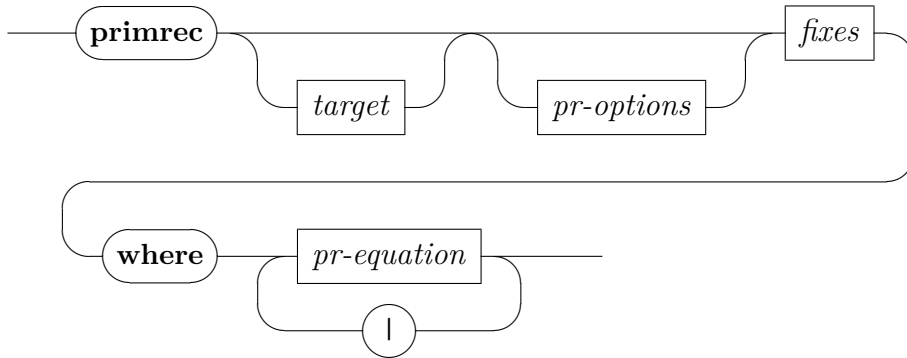 primrec fixes
target pr-options
where pr-equation
|